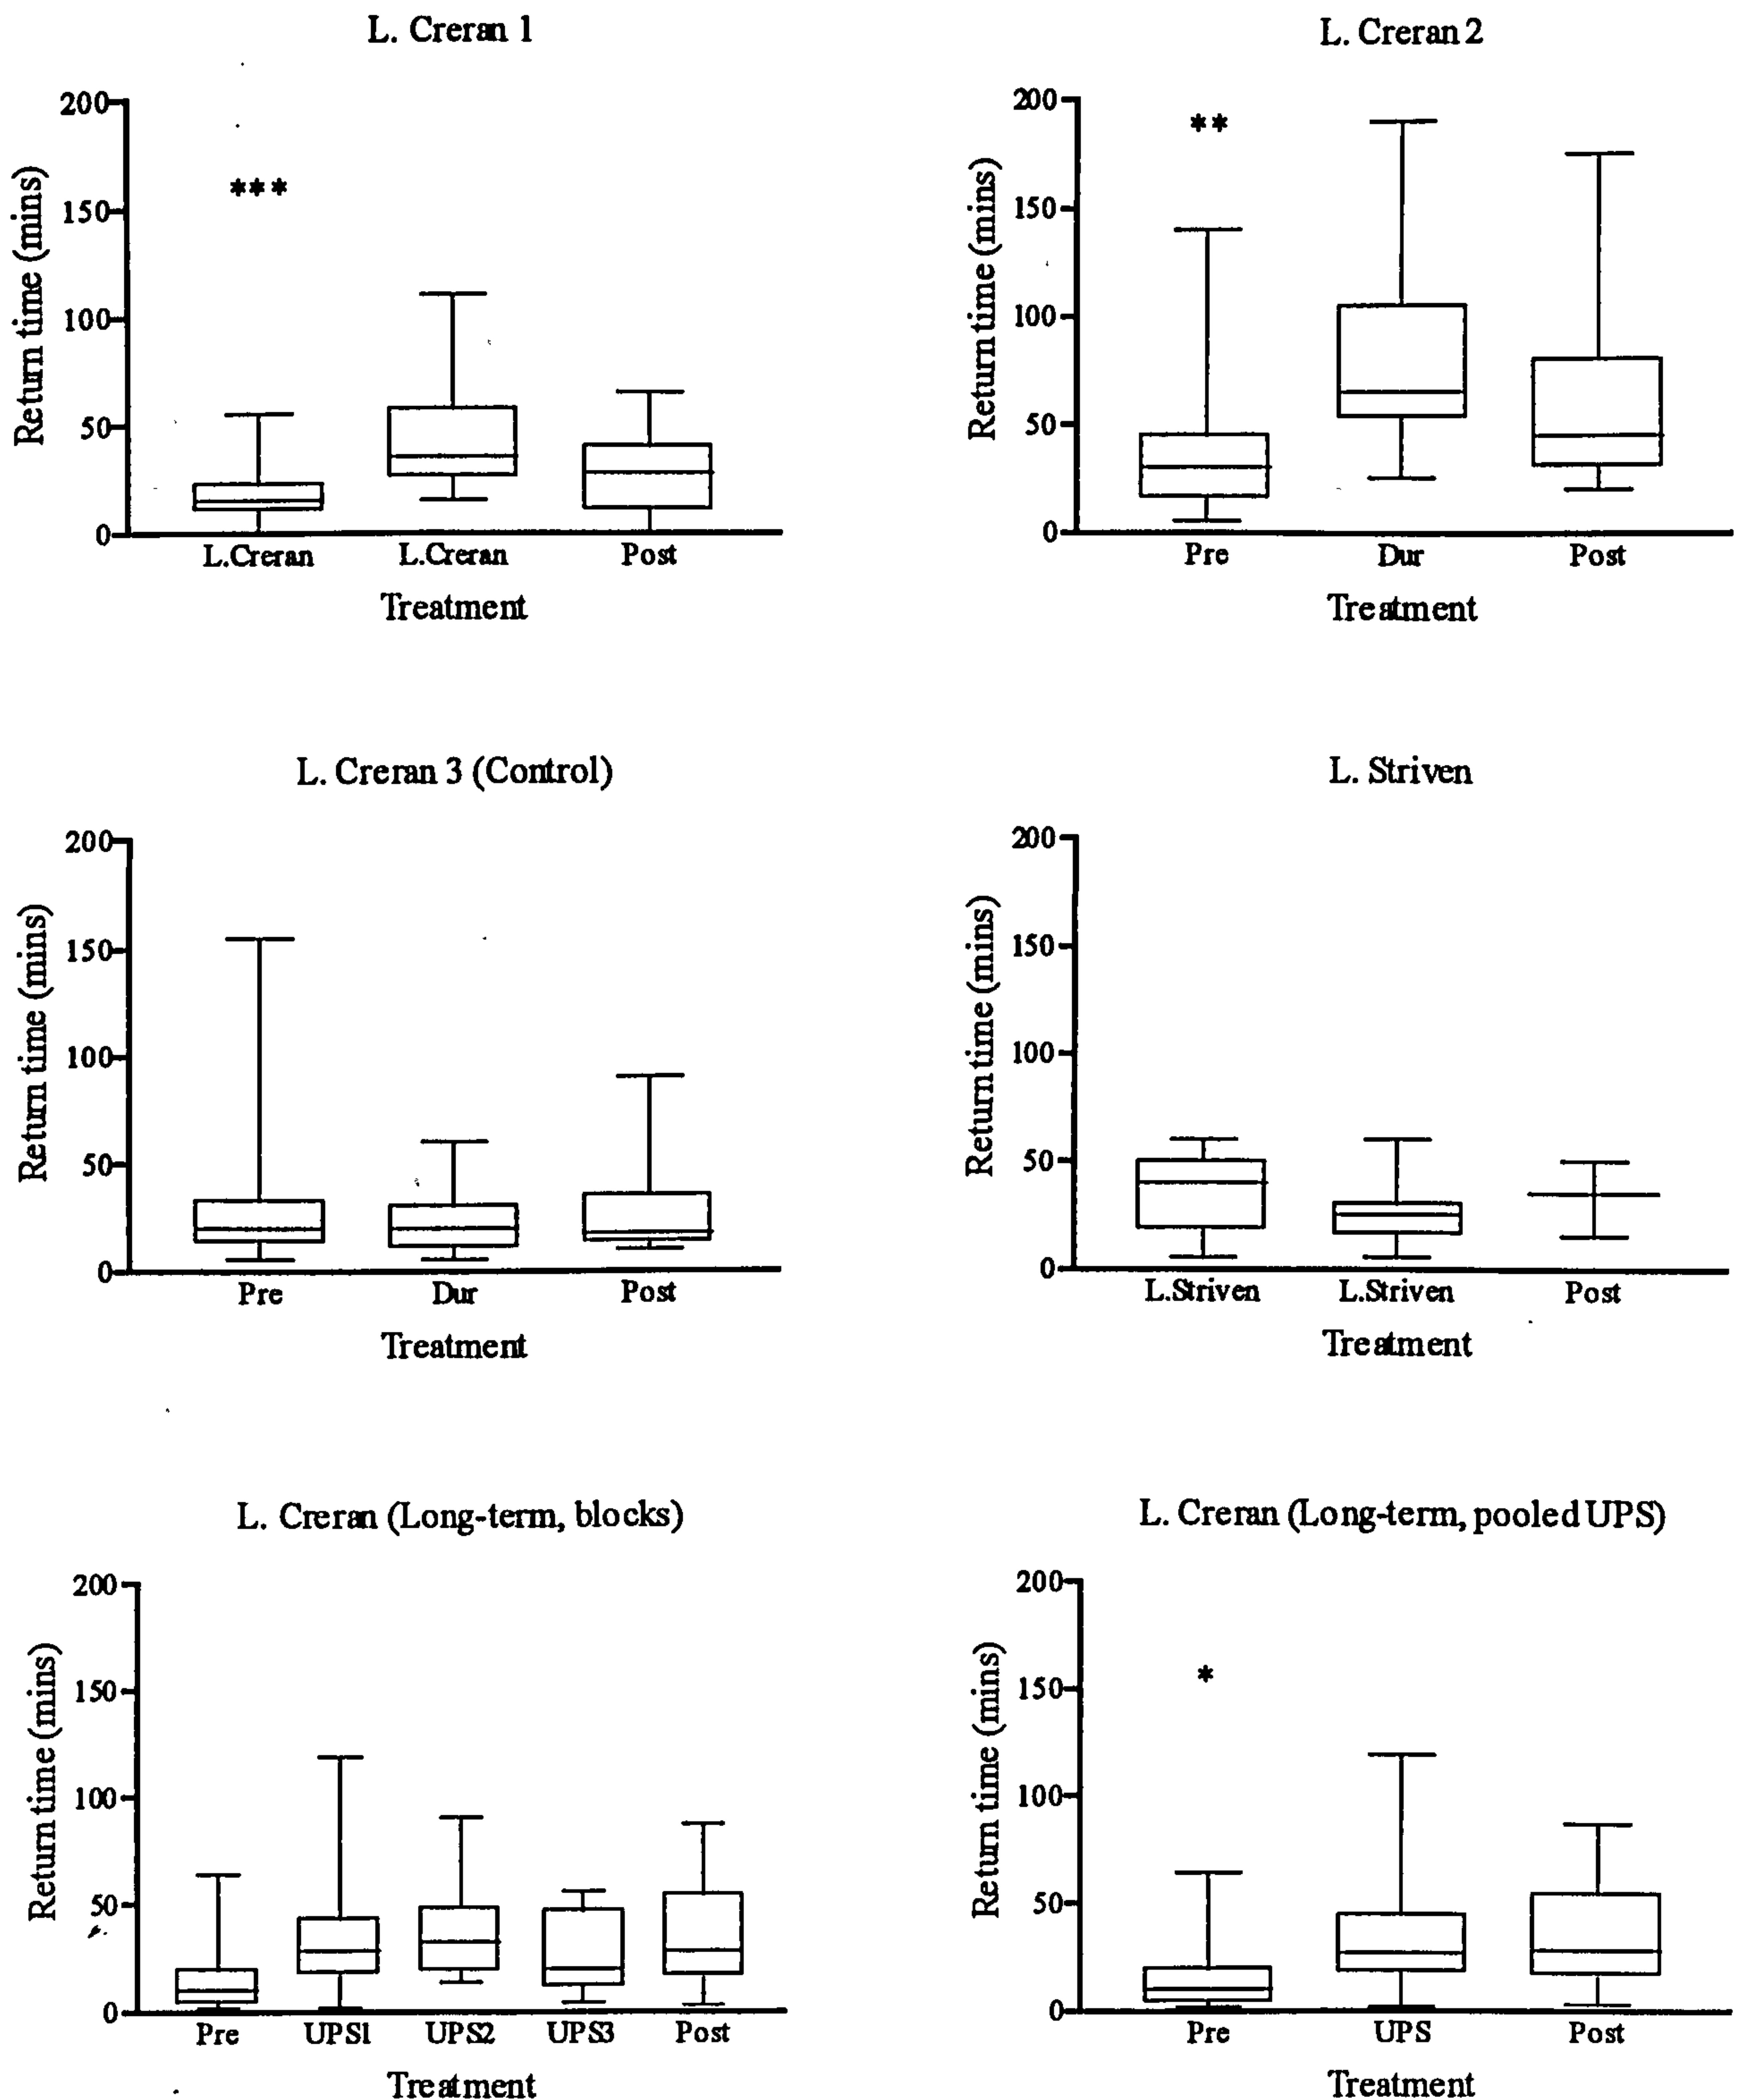 L. Creran 1
Return time (mins)
200
***
150
100
50
0
L.Creran L.Creran Post
Treatment
L. Creran 2
Return time (mins)
200
**
150
100
50
0
Pre Dur Post
Treatment
L. Creran 3 (Control)
Return time (mins)
200
150
100
50
0
Pre Dur Post
Treatment
L. Striven
Return time (mins)
200
150
100
50
0
L.Striven L.Striven Post
Treatment
L. Creran (Long-term, blocks)
Return time (mins)
200
150
100
50
0
Pre UPS1 UPS2 UPS3 Post
Treatment
L. Creran (Long-term, pooled UPS)
Return time (mins)
200
*
150
100
50
0
Pre UPS Post
Treatment